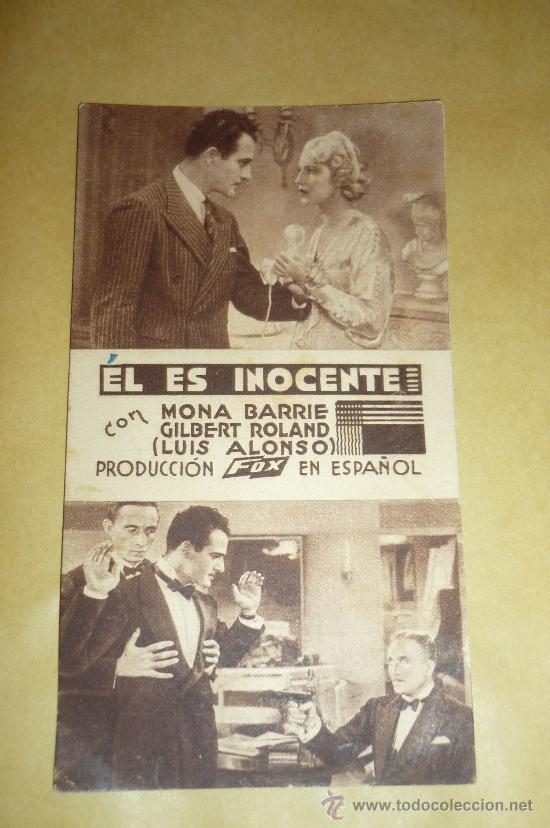 ÉL ES INOCENTE
con MONA BARRIE
GILBERT ROLAND
(LUIS ALONSO)
PRODUCCIÓN FOX EN ESPAÑOL
www.todocoleccion.net